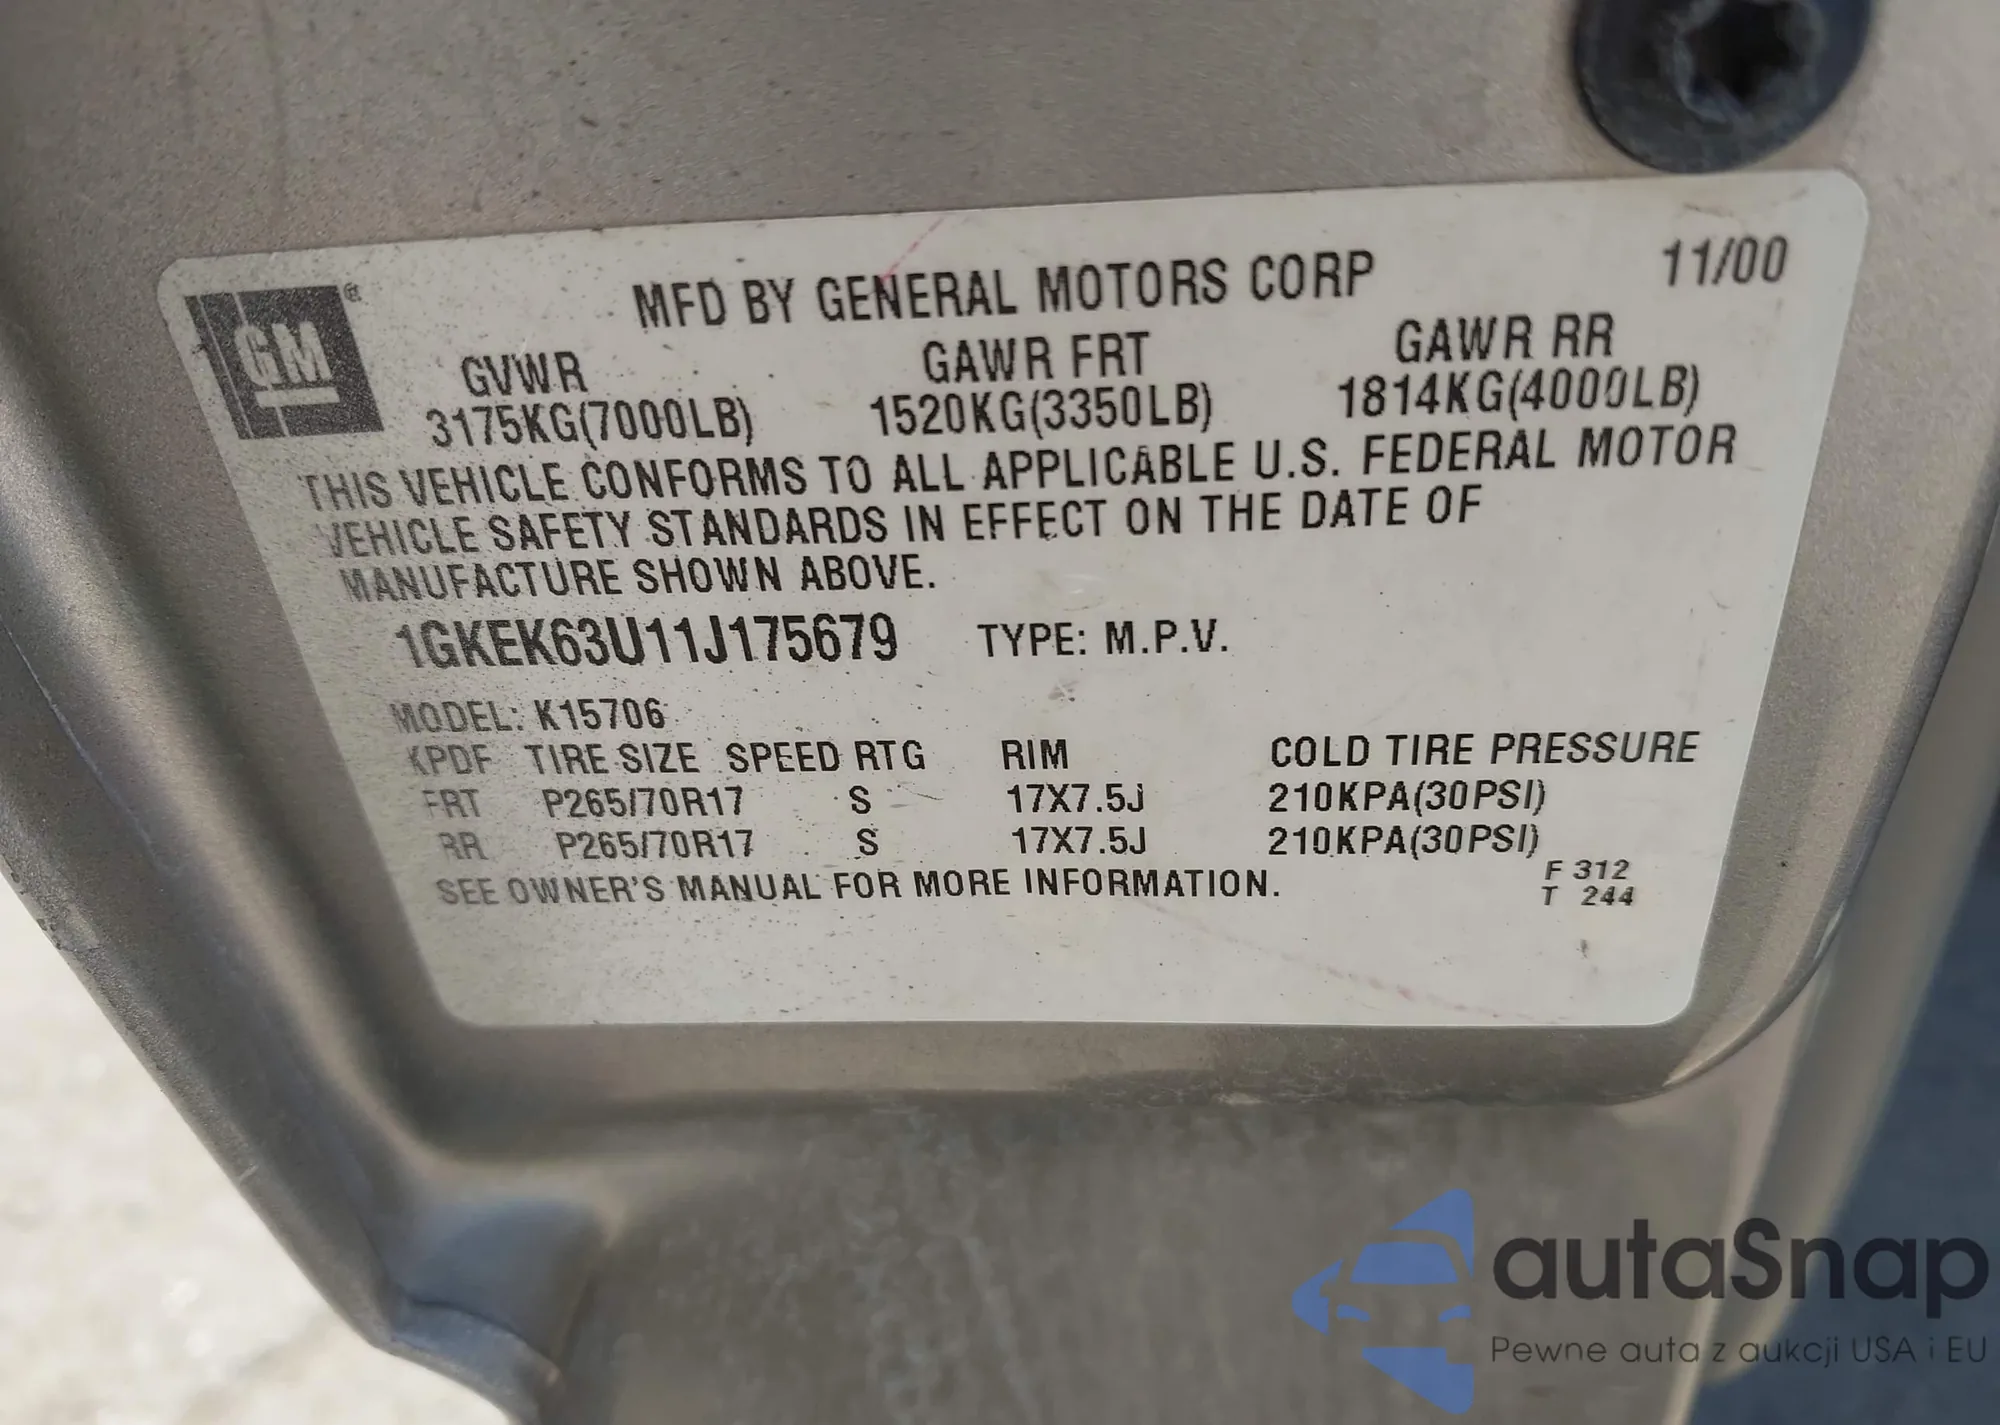 GM®
MFD BY GENERAL MOTORS CORP 11/00
GVWR GAWR FRT GAWR RR
3175KG(7000LB) 1520KG(3350LB) 1814KG(4000LB)
THIS VEHICLE CONFORMS TO ALL APPLICABLE U.S. FEDERAL MOTOR
VEHICLE SAFETY STANDARDS IN EFFECT ON THE DATE OF
MANUFACTURE SHOWN ABOVE.
1GKEK63U11J175679 TYPE: M.P.V.
MODEL: K15706
KPDF TIRE SIZE SPEED RTG RIM COLD TIRE PRESSURE
FRT P265/70R17 S 17X7.5J 210KPA(30PSI)
RR P265/70R17 S 17X7.5J 210KPA(30PSI)
SEE OWNER'S MANUAL FOR MORE INFORMATION.
F 312
T 244
autaSnap
Pewne auta z aukcji USA i EU